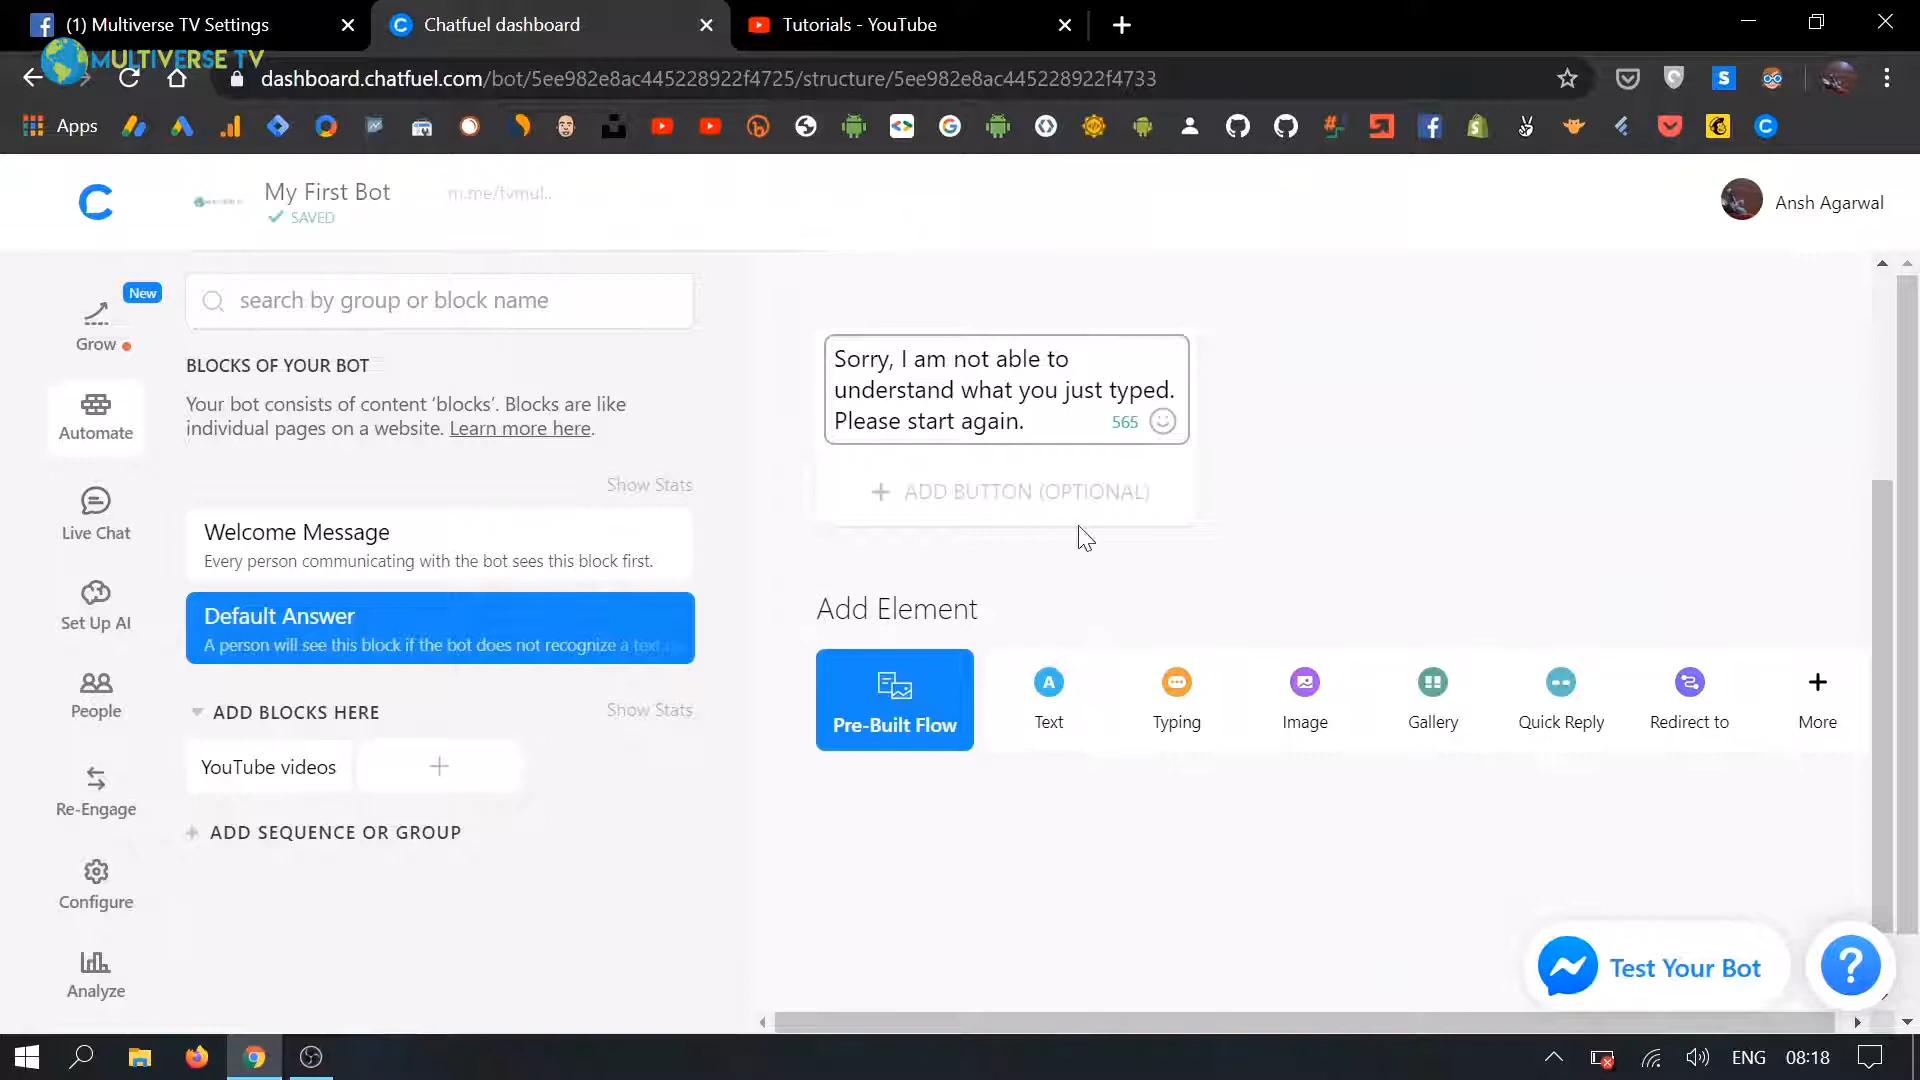 (1) Multiverse TV Settings
Chatfuel dashboard
Tutorials - YouTube
MULTIVERSE TV
dashboard.chatfuel.com/bot/5ee982e8ac445228922f4725/structure/5ee982e8ac445228922f4733
Apps
My First Bot
m.me/tvmul..
SAVED
Ansh Agarwal
New
Grow
Automate
Live Chat
Set Up AI
People
Re-Engage
Configure
Analyze
search by group or block name
BLOCKS OF YOUR BOT
Your bot consists of content ‘blocks’. Blocks are like
individual pages on a website. Learn more here.
Show Stats
Welcome Message
Every person communicating with the bot sees this block first.
Default Answer
A person will see this block if the bot does not recognize a text
ADD BLOCKS HERE
Show Stats
YouTube videos
ADD SEQUENCE OR GROUP
Sorry, I am not able to
understand what you just typed.
Please start again.
565
ADD BUTTON (OPTIONAL)
Add Element
Pre-Built Flow
Text
Typing
Image
Gallery
Quick Reply
Redirect to
More
Test Your Bot
ENG
08:18